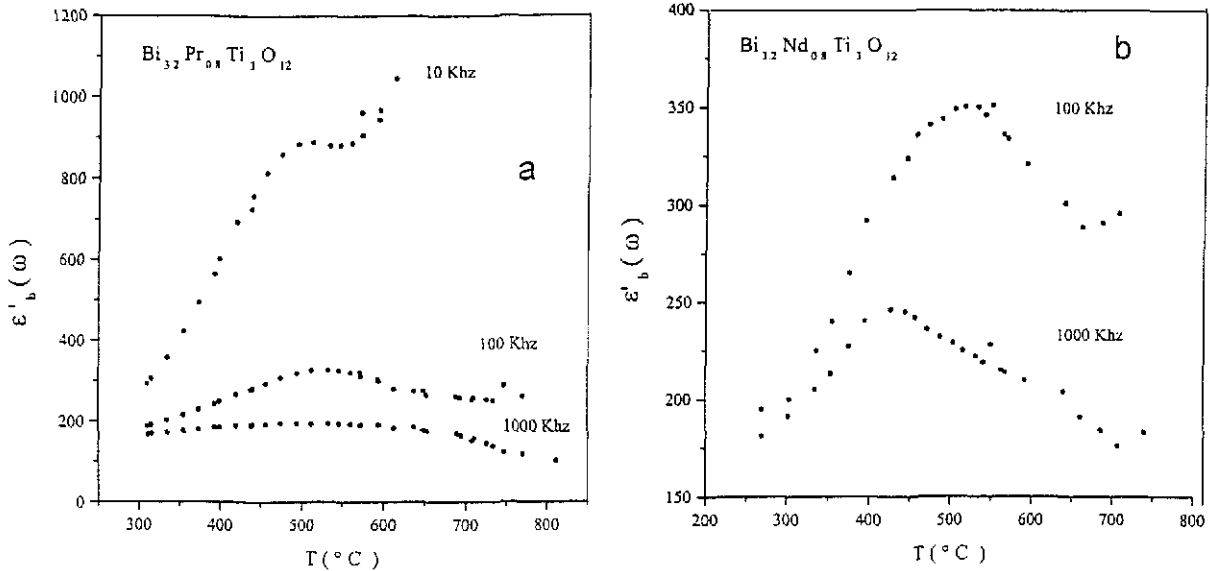 1200
1000
800
600
400
200
0
Bi3.2Pr0.8Ti3O12
10 Khz
a
100 Khz
1000 Khz
300 400 500 600 700 800
T(°C)
ε'b(ω)
400
350
300
250
200
150
Bi3.2Nd0.8Ti3O12
b
100 Khz
1000 Khz
200 300 400 500 600 700 800
T(°C)
ε'b(ω)